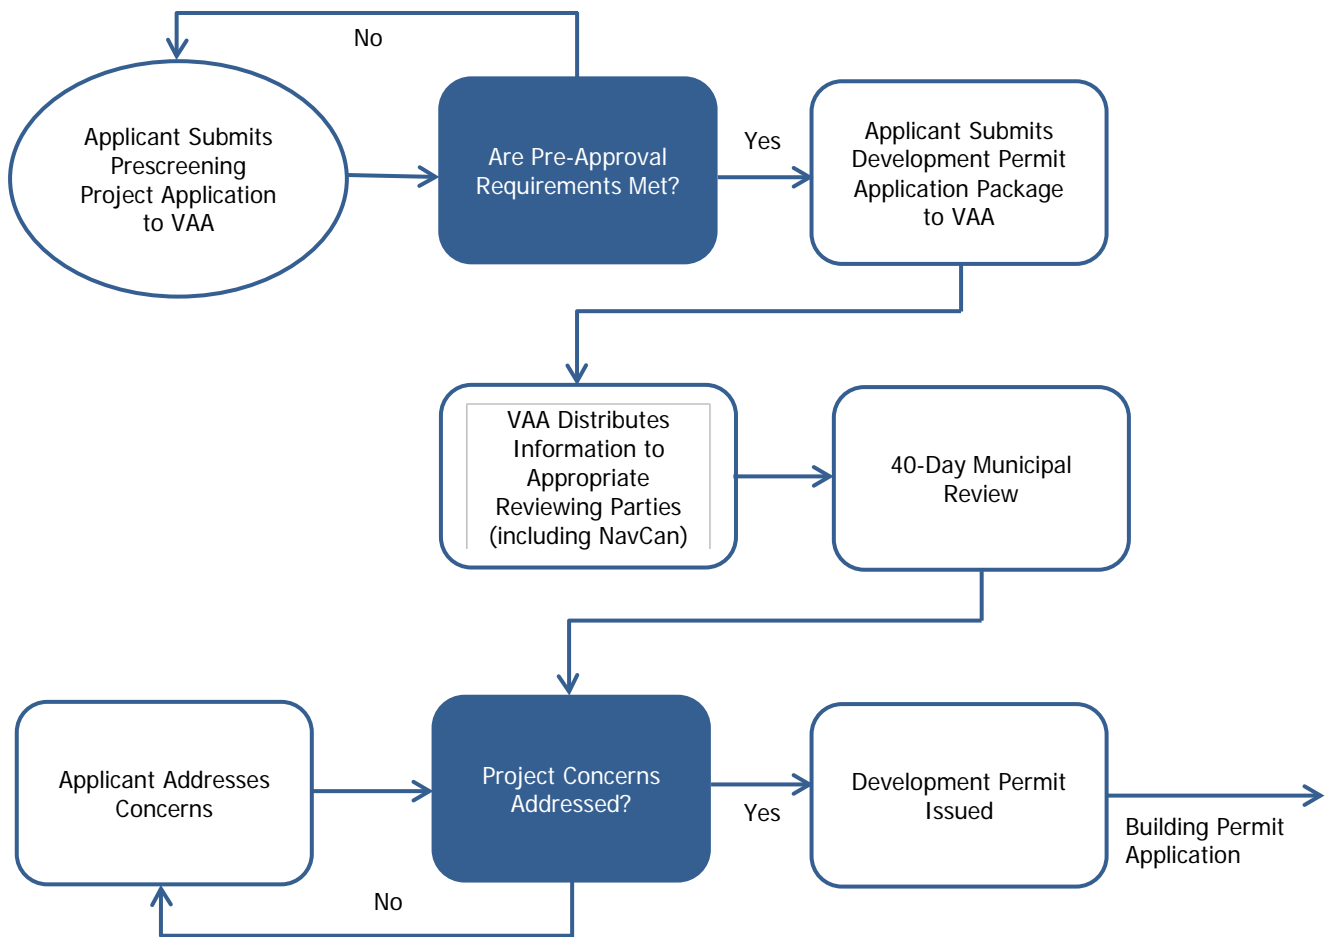 No
Applicant Submits
Prescreening
Project Application
to VAA
Are Pre-Approval
Requirements Met?
Yes
Applicant Submits
Development Permit
Application Package
to VAA
VAA Distributes
Information to
Appropriate
Reviewing Parties
(including NavCan)
40-Day Municipal
Review
Applicant Addresses
Concerns
Project Concerns
Addressed?
Yes
Development Permit
Issued
Building Permit
Application
No